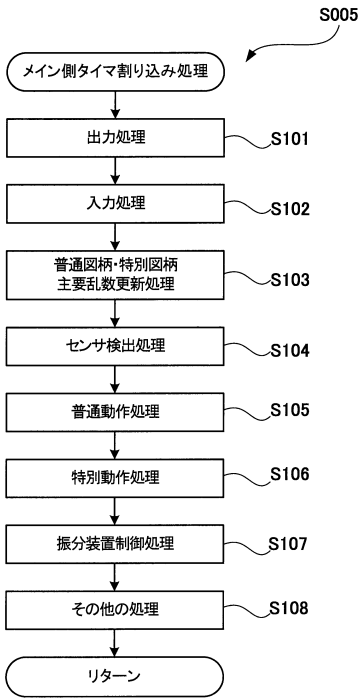 S005
メイン側タイマ割り込み処理
出力処理
S101
入力処理
S102
普通図柄・特別図柄
主要乱数更新処理
S103
センサ検出処理
S104
普通動作処理
S105
特別動作処理
S106
振分装置制御処理
S107
その他の処理
S108
リターン